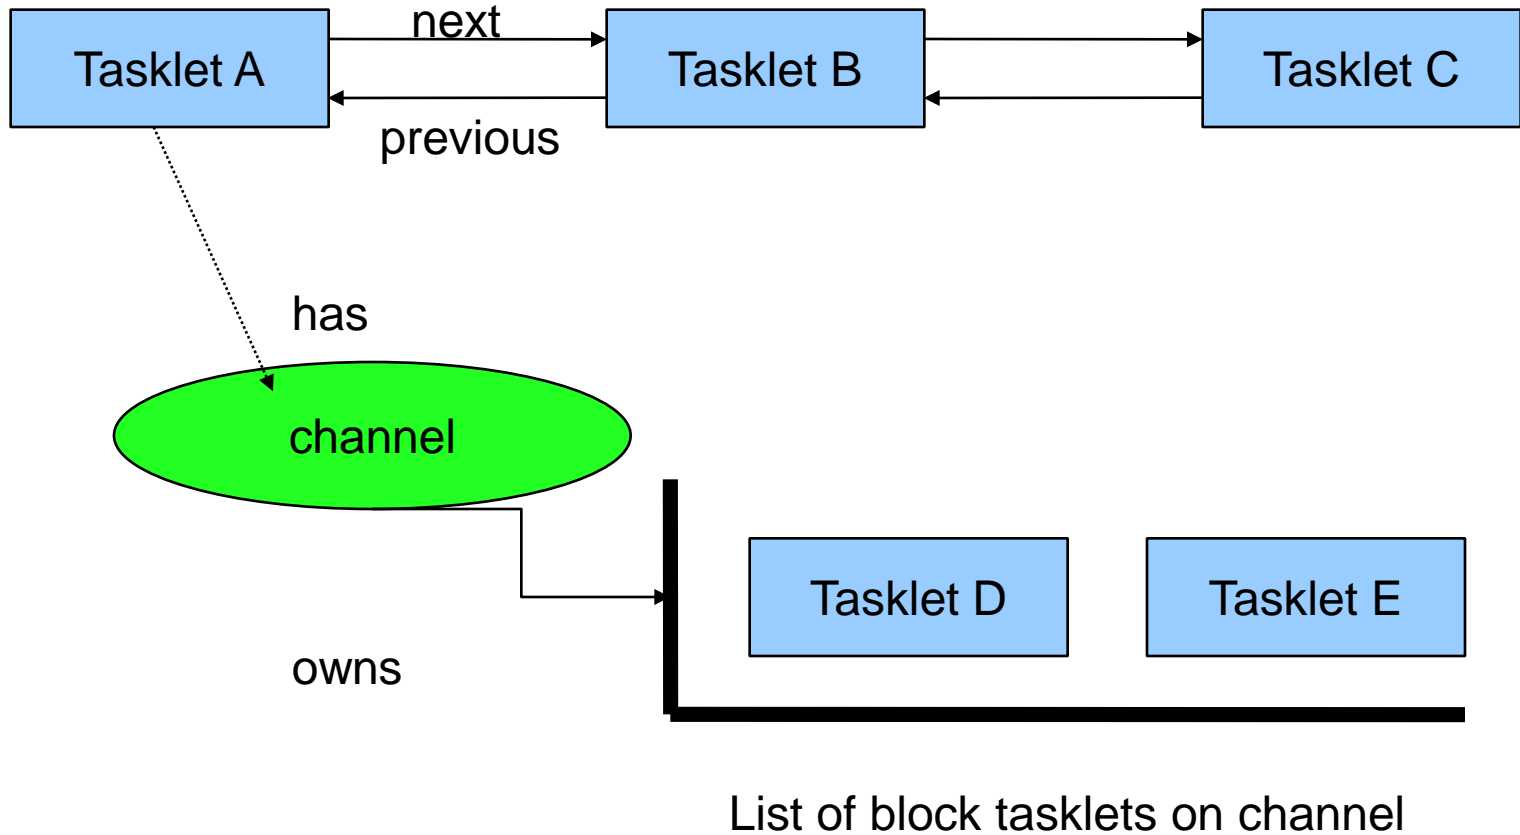 next
Tasklet A
Tasklet B
Tasklet C
previous
has
channel
Tasklet D
Tasklet E
owns
List of block tasklets on channel